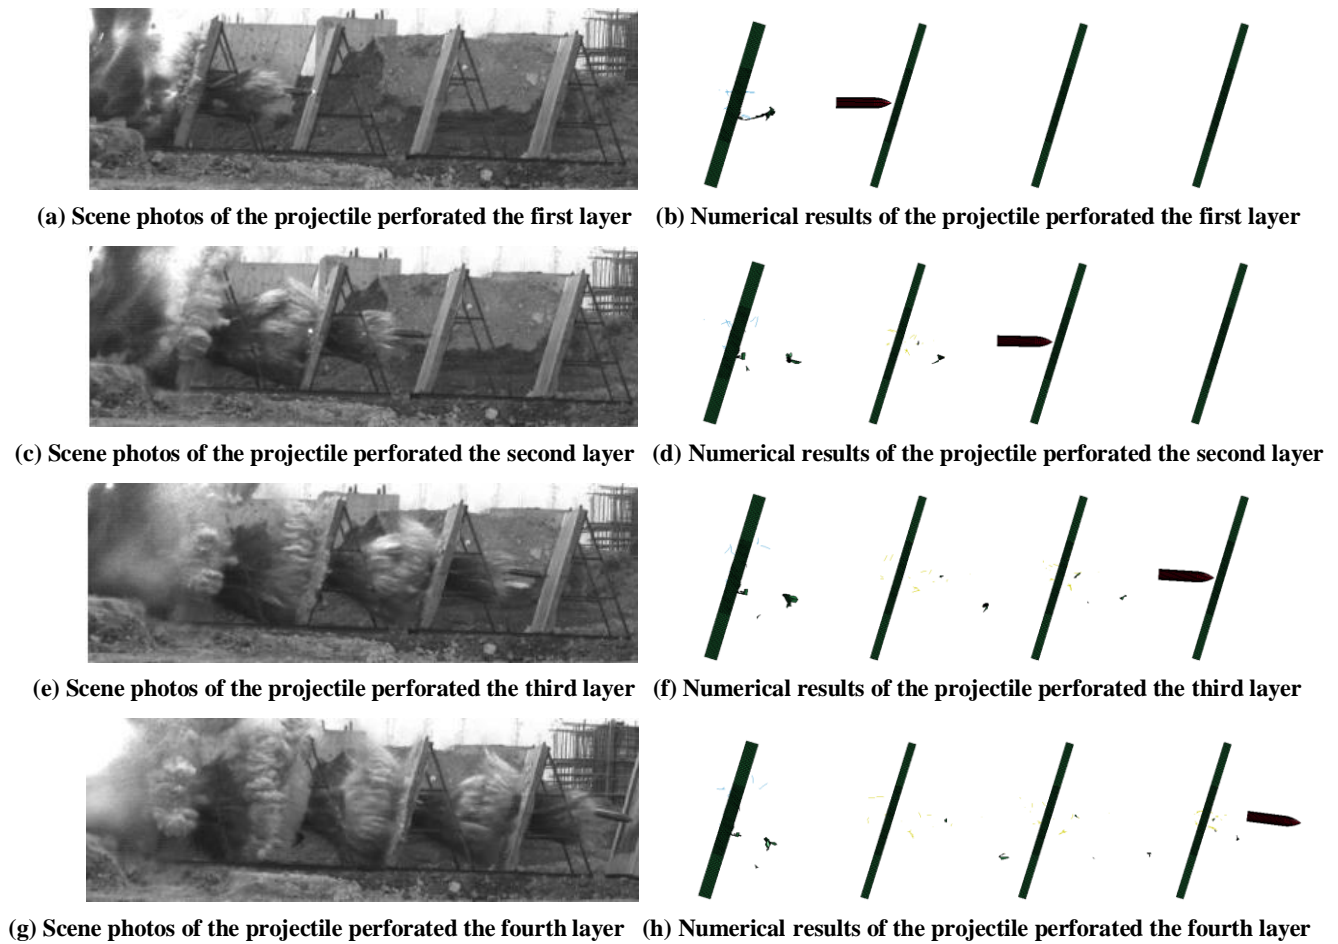 (a) Scene photos of the projectile perforated the first layer (b) Numerical results of the projectile perforated the first layer
(c) Scene photos of the projectile perforated the second layer (d) Numerical results of the projectile perforated the second layer
(e) Scene photos of the projectile perforated the third layer (f) Numerical results of the projectile perforated the third layer
(g) Scene photos of the projectile perforated the fourth layer (h) Numerical results of the projectile perforated the fourth layer